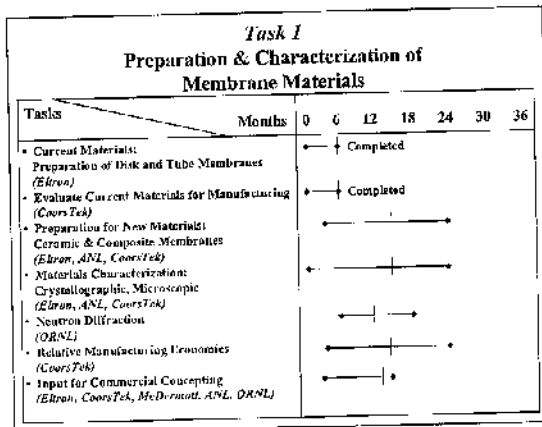 Task 1
Preparation & Characterization of
Membrane Materials
Tasks
Months 0 6 12 18 24 30 36
• Current Materials: Completed
Preparation of Disk and Tube Membranes
(Eltron)
• Evaluate Current Materials for Manufacturing Completed
(CoorsTek)
• Preparation for New Materials:
Ceramic & Composite Membranes
(Eltron, ANL, CoorsTek)
• Materials Characterization:
Crystallographic, Microscopic
(Eltron, ANL, CoorsTek)
• Neutron Diffraction
(ORNL)
• Relative Manufacturing Economies
(CoorsTek)
• Input for Commercial Concepting
(Eltron, CoorsTek, McDermott, ANL, ORNL)